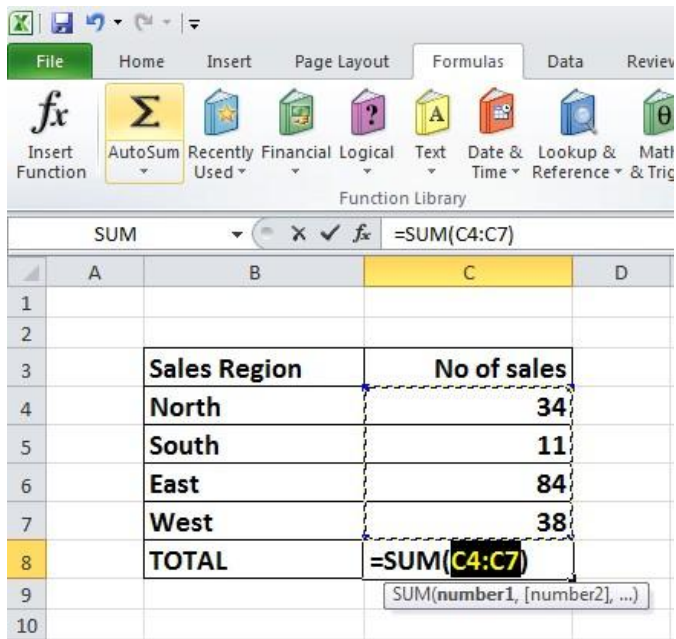 File Home Insert Page Layout Formulas Data Review
fx Σ ? A θ
Insert Function AutoSum Recently Used Financial Logical Text Date & Time Lookup & Reference Math & Trig
Function Library
SUM fx =SUM(C4:C7)
A B C D
1
2
3 Sales Region No of sales
4 North 34
5 South 11
6 East 84
7 West 38
8 TOTAL =SUM(C4:C7)
9 SUM(number1, [number2], ...)
10